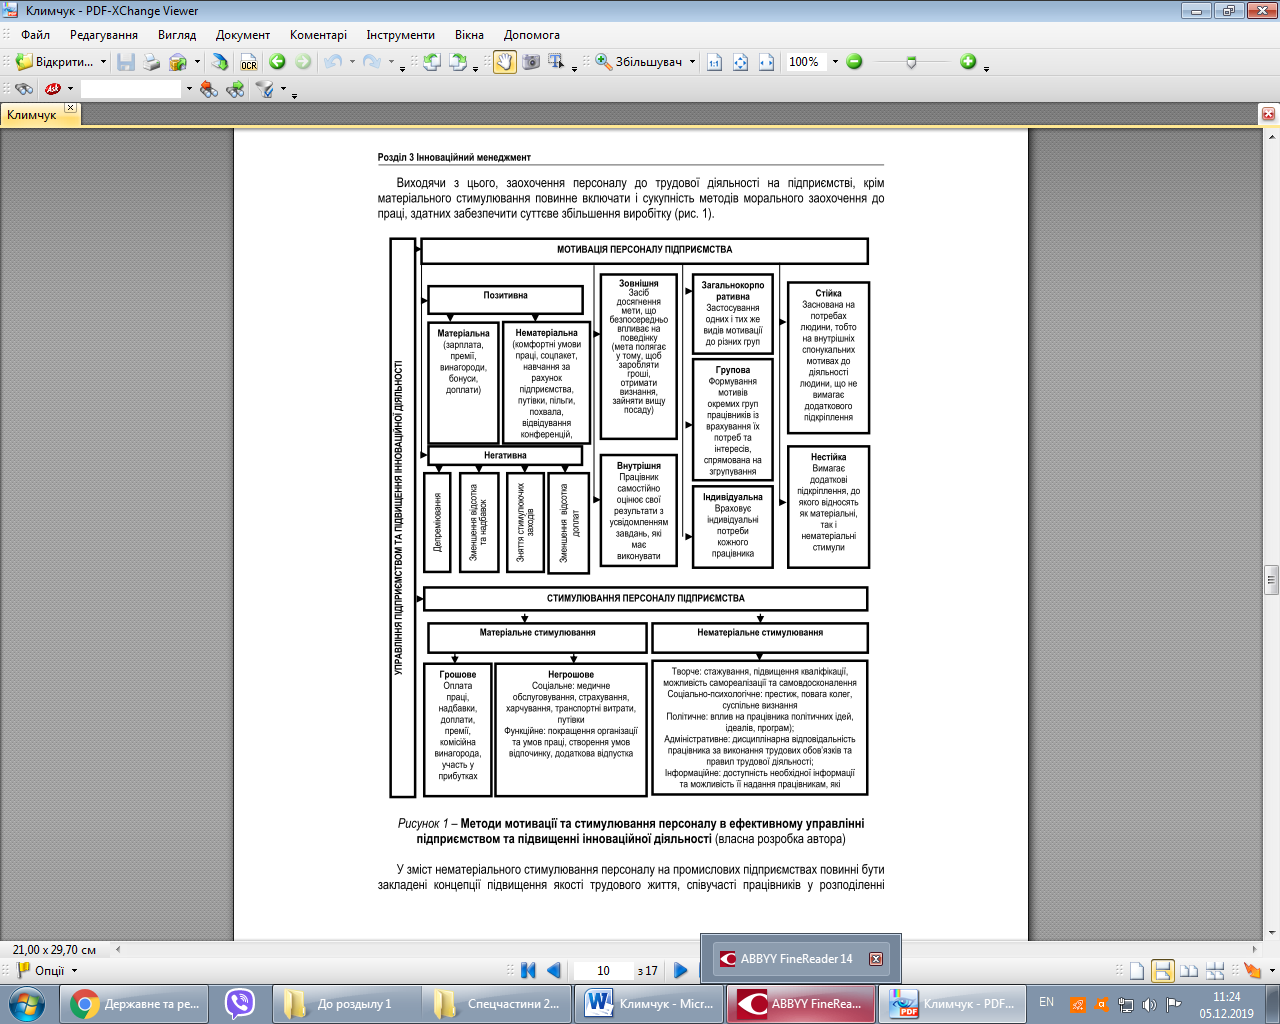 Климчук - PDF-XChange Viewer
Файл Редагування Вигляд Документ Коментарі Інструменти Вікна Допомога
Відкрити... OCR Збільшувач 100%
Климчук
Розділ 3 Інноваційний менеджмент
Виходячи з цього, заохочення персоналу до трудової діяльності на підприємстві, крім
матеріального стимулювання повинне включати і сукупність методів морального заохочення до
праці, здатних забезпечити суттєве збільшення виробітку (рис. 1).
УПРАВЛІННЯ ПІДПРИЄМСТВОМ ТА ПІДВИЩЕННЯ ІННОВАЦІЙНОЇ ДІЯЛЬНОСТІ
МОТИВАЦІЯ ПЕРСОНАЛУ ПІДПРИЄМСТВА
Позитивна
Матеріальна
(зарплата,
премії,
винагороди,
бонуси,
доплати)
Нематеріальна
(комфортні умови
праці, соцпакет,
навчання за
рахунок
підприємства,
путівки, пільги,
похвала,
відвідування
конференцій,
Негативна
Депреміювання
Зменшення відсотка
та надбавок
Зняття стимулюючих
заходів
Зменшення відсотка
доплат
Зовнішня
Засіб
досягнення
мети, що
безпосередньо
впливає на
поведінку
(мета полягає
у тому, щоб
заробляти
гроші,
отримати
визнання,
зайняти вищу
посаду)
Внутрішня
Працівник
самостійно
оцінює свої
результати з
усвідомленням
завдань, які
має
виконувати
Загальнокорпо
ративна
Застосування
одних і тих же
видів мотивації
до різних груп
Групова
Формування
мотивів
окремих груп
працівників із
врахування їх
потреб та
інтересів,
спрямована на
згрупування
Індивідуальна
Враховує
індивідуальні
потреби
кожного
працівника
Стійка
Заснована на
потребах
людини, тобто
на внутрішніх
спонукальних
мотивах до
діяльності
людини, що не
вимагає
додаткового
підкріплення
Нестійка
Вимагає
додаткові
підкріплення, до
якого відносять
як матеріальні,
так і
нематеріальні
стимули
СТИМУЛЮВАННЯ ПЕРСОНАЛУ ПІДПРИЄМСТВА
Матеріальне стимулювання
Нематеріальне стимулювання
Грошове
Оплата
праці,
надбавки,
доплати,
премії,
комісійна
винагорода,
участь у
прибутках
Негрошове
Соціальне: медичне
обслуговування, страхування,
харчування, транспортні витрати,
путівки
Функційне: покращення організації
та умов праці, створення умов
відпочинку, додаткова відпустка
Творче: стажування, підвищення кваліфікації,
можливість самореалізації та самовдосконалення
Соціально-психологічне: престиж, повага колег,
суспільне визнання
Політичне: вплив на працівника політичних ідей,
ідеалів, програм);
Адміністративне: дисциплінарна відповідальність
працівника за виконання трудових обов'язків та
правил трудової діяльності;
Інформаційне: доступність необхідної інформації
та можливість її надання працівникам, які
Рисунок 1 – Методи мотивації та стимулювання персоналу в ефективному управлінні
підприємством та підвищенні інноваційної діяльності (власна розробка автора)
У зміст нематеріального стимулювання персоналу на промислових підприємствах повинні бути
закладені концепції підвищення якості трудового життя, співучасті працівників у розподіленні
21,00 x 29,70 см
Опції 10 з 17
ABBYY FineReader 14
Державне та ре...
До розділу 1
Спецчастини 2...
Климчук - Micr...
ABBYY FineRea...
Климчук - PDF...
EN
11:24
05.12.2019